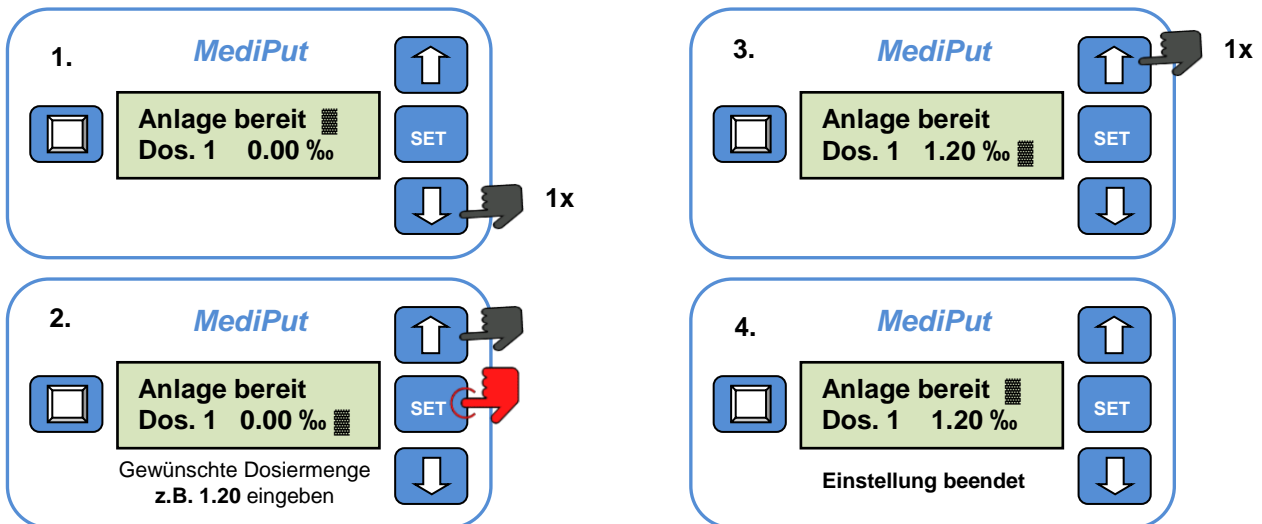 1.
MediPut
Anlage bereit
Dos. 1 0.00 ‰
SET
1x
2.
MediPut
Anlage bereit
Dos. 1 0.00 ‰
SET
Gewünschte Dosiermenge
z.B. 1.20 eingeben
3.
MediPut
1x
Anlage bereit
Dos. 1 1.20 ‰
SET
4.
MediPut
Anlage bereit
Dos. 1 1.20 ‰
SET
Einstellung beendet